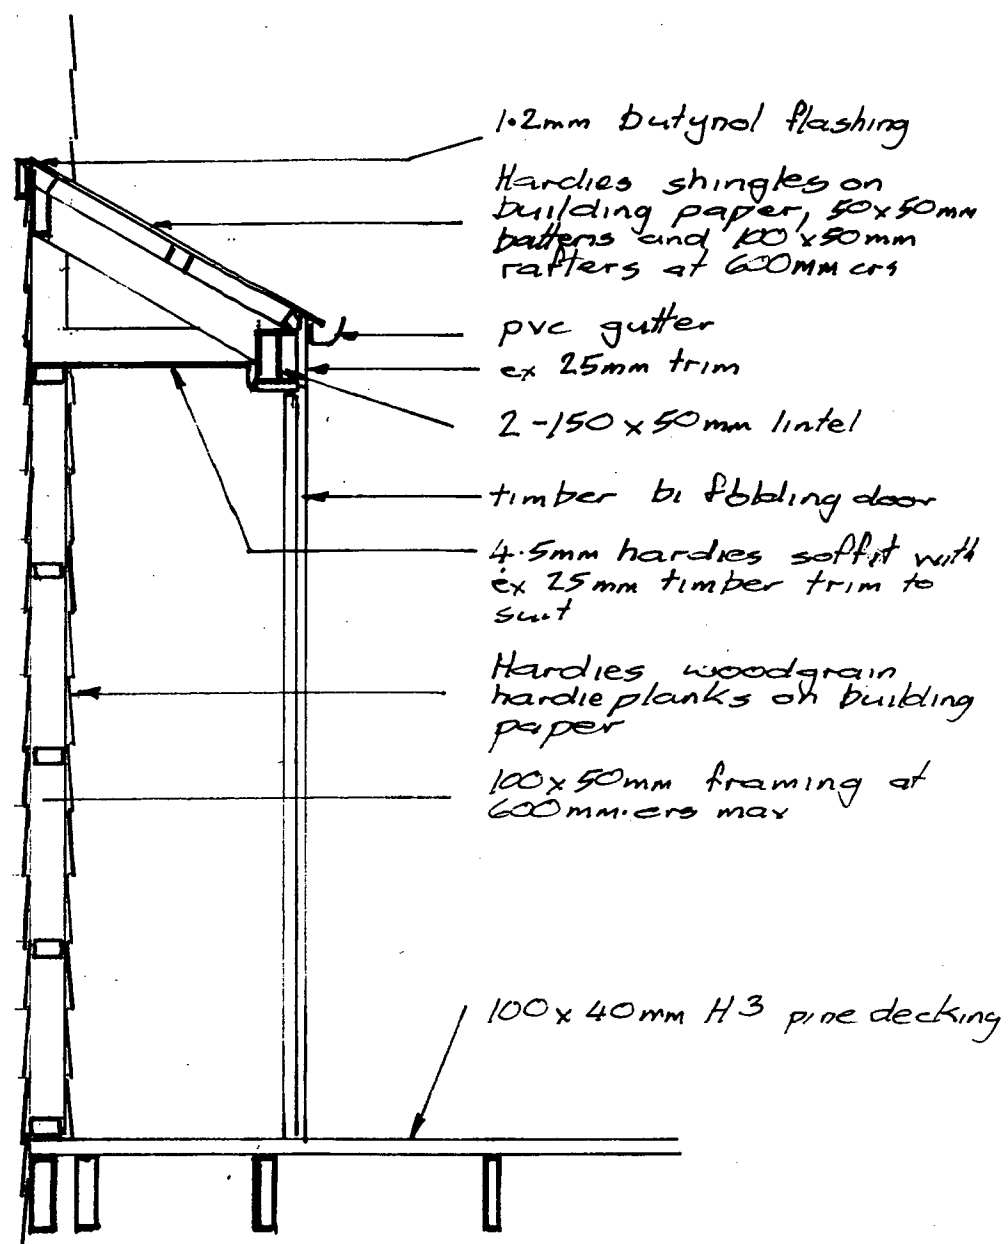 1.2mm butynol flashing
Hardies shingles on
building paper, 50x50mm
battens and 100x50mm
rafters at 600mm crs
pvc gutter
ex 25mm trim
2-150x50mm lintel
timber bi folding door
4.5mm hardies soffit with
ex 25mm timber trim to
suit
Hardies woodgrain
hardieplanks on building
paper
100x50mm framing at
600mm.crs max
100x40mm H3 pine decking